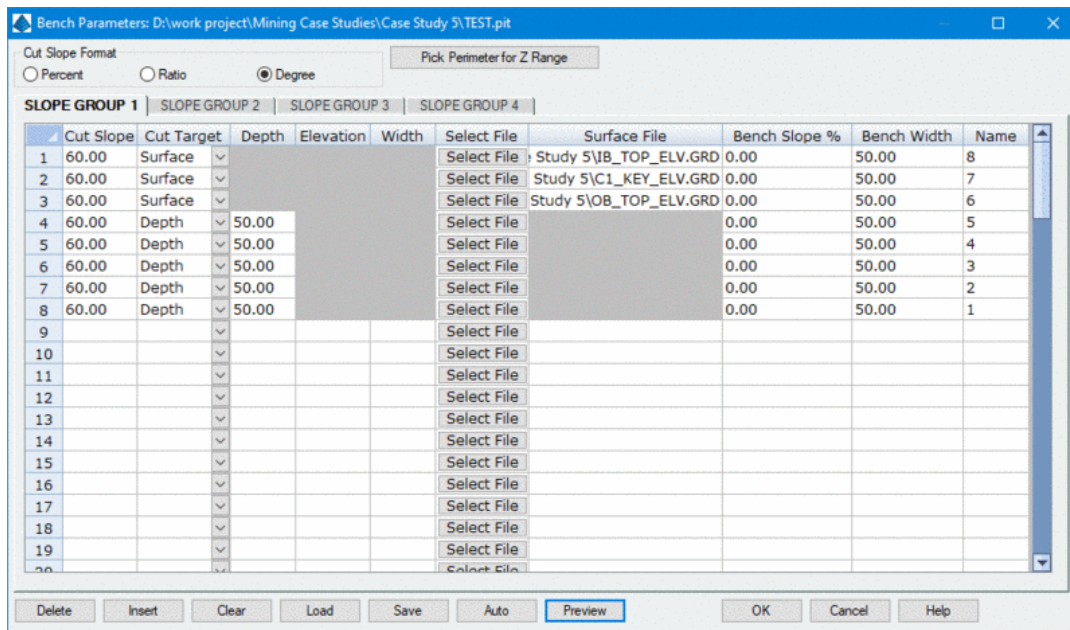 Bench Parameters: D:\work project\Mining Case Studies\Case Study 5\TEST.pit
Cut Slope Format
Percent Ratio Degree
Pick Perimeter for Z Range
SLOPE GROUP 1 SLOPE GROUP 2 SLOPE GROUP 3 SLOPE GROUP 4
Cut Slope Cut Target Depth Elevation Width Select File Surface File Bench Slope % Bench Width Name
1 60.00 Surface Select File Study 5\IB_TOP_ELV.GRD 0.00 50.00 8
2 60.00 Surface Select File Study 5\C1_KEY_ELV.GRD 0.00 50.00 7
3 60.00 Surface Select File Study 5\OB_TOP_ELV.GRD 0.00 50.00 6
4 60.00 Depth 50.00 Select File 0.00 50.00 5
5 60.00 Depth 50.00 Select File 0.00 50.00 4
6 60.00 Depth 50.00 Select File 0.00 50.00 3
7 60.00 Depth 50.00 Select File 0.00 50.00 2
8 60.00 Depth 50.00 Select File 0.00 50.00 1
9 Select File
10 Select File
11 Select File
12 Select File
13 Select File
14 Select File
15 Select File
16 Select File
17 Select File
18 Select File
19 Select File
20 Select File
Delete Insert Clear Load Save Auto Preview OK Cancel Help